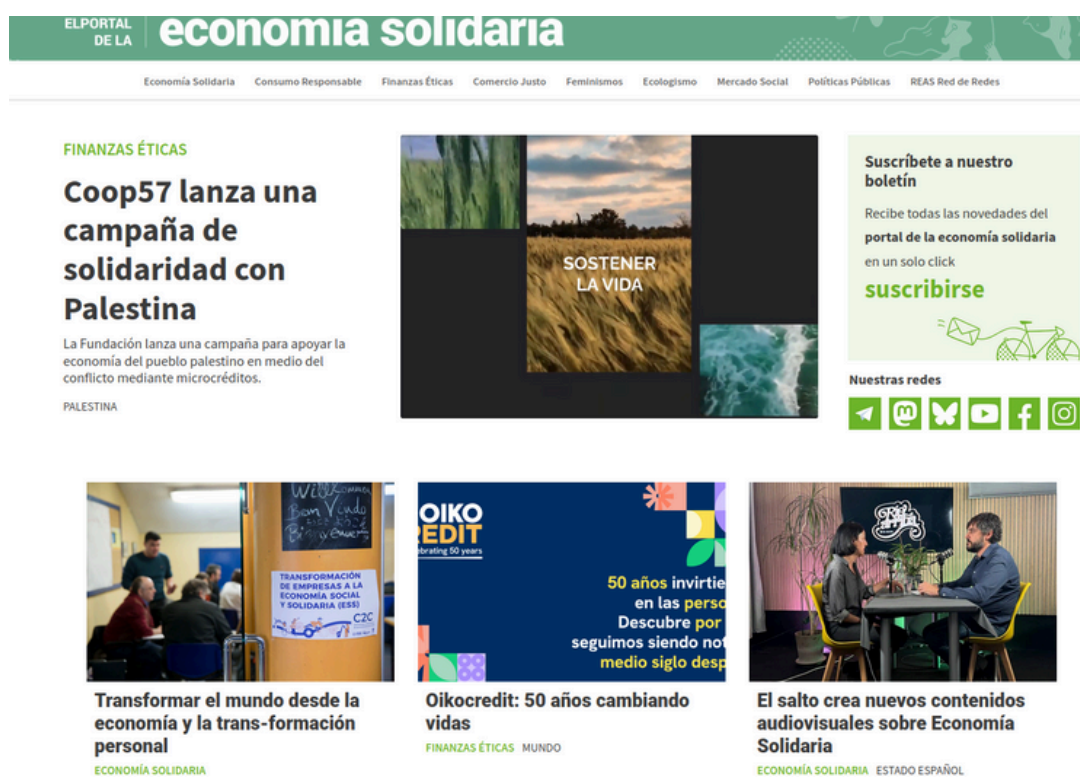 ELPORTAL
DE LA
economía solidaria
Economía Solidaria Consumo Responsable Finanzas Éticas Comercio Justo Feminismos Ecologismo Mercado Social Políticas Públicas REAS Red de Redes
FINANZAS ÉTICAS
Coop57 lanza una
campaña de
solidaridad con
Palestina
La Fundación lanza una campaña para apoyar la
economía del pueblo palestino en medio del
conflicto mediante microcréditos.
PALESTINA
SOSTENER
LA VIDA
Suscríbete a nuestro
boletín
Recibe todas las novedades del
portal de la economía solidaria
en un solo click
suscribirse
Nuestras redes
Bem Vindo
TRANSFORMACIÓN
DE EMPRESAS A LA
ECONOMÍA SOCIAL
Y SOLIDARIA (ESS)
C2C
Transformar el mundo desde la
economía y la trans-formación
personal
ECONOMÍA SOLIDARIA
OIKO
REDIT
ebrating 50 years
50 años invirtie
en las perso
Descubre por
seguimos siendo not
medio siglo desp
Oikocredit: 50 años cambiando
vidas
FINANZAS ÉTICAS MUNDO
El salto crea nuevos contenidos
audiovisuales sobre Economía
Solidaria
ECONOMÍA SOLIDARIA ESTADO ESPAÑOL